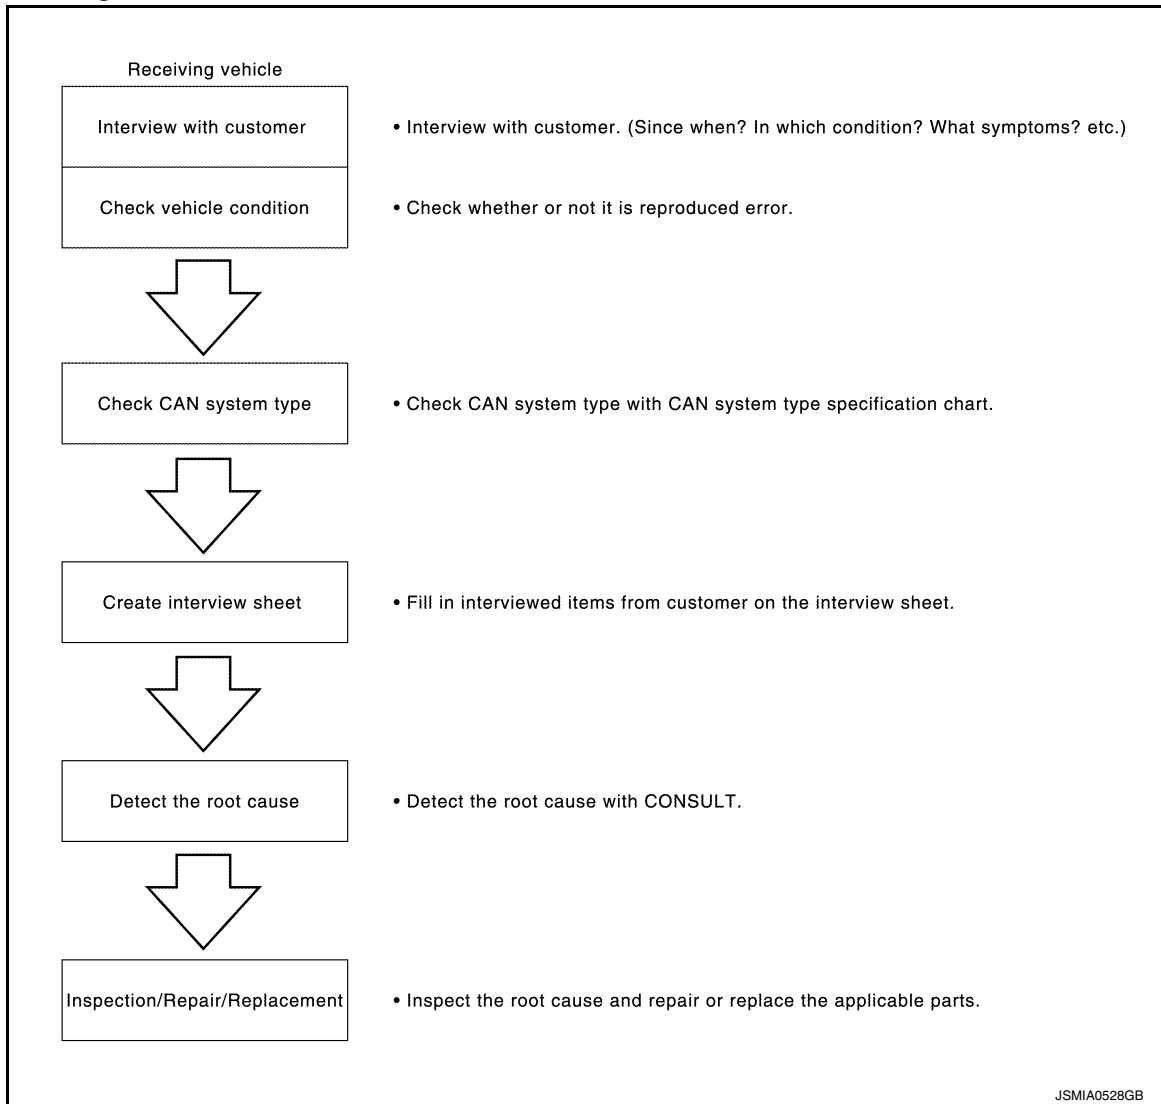 Receiving vehicle
Interview with customer
• Interview with customer. (Since when? In which condition? What symptoms? etc.)
Check vehicle condition
• Check whether or not it is reproduced error.
Check CAN system type
• Check CAN system type with CAN system type specification chart.
Create interview sheet
• Fill in interviewed items from customer on the interview sheet.
Detect the root cause
• Detect the root cause with CONSULT.
Inspection/Repair/Replacement
• Inspect the root cause and repair or replace the applicable parts.
JSMIA0528GB